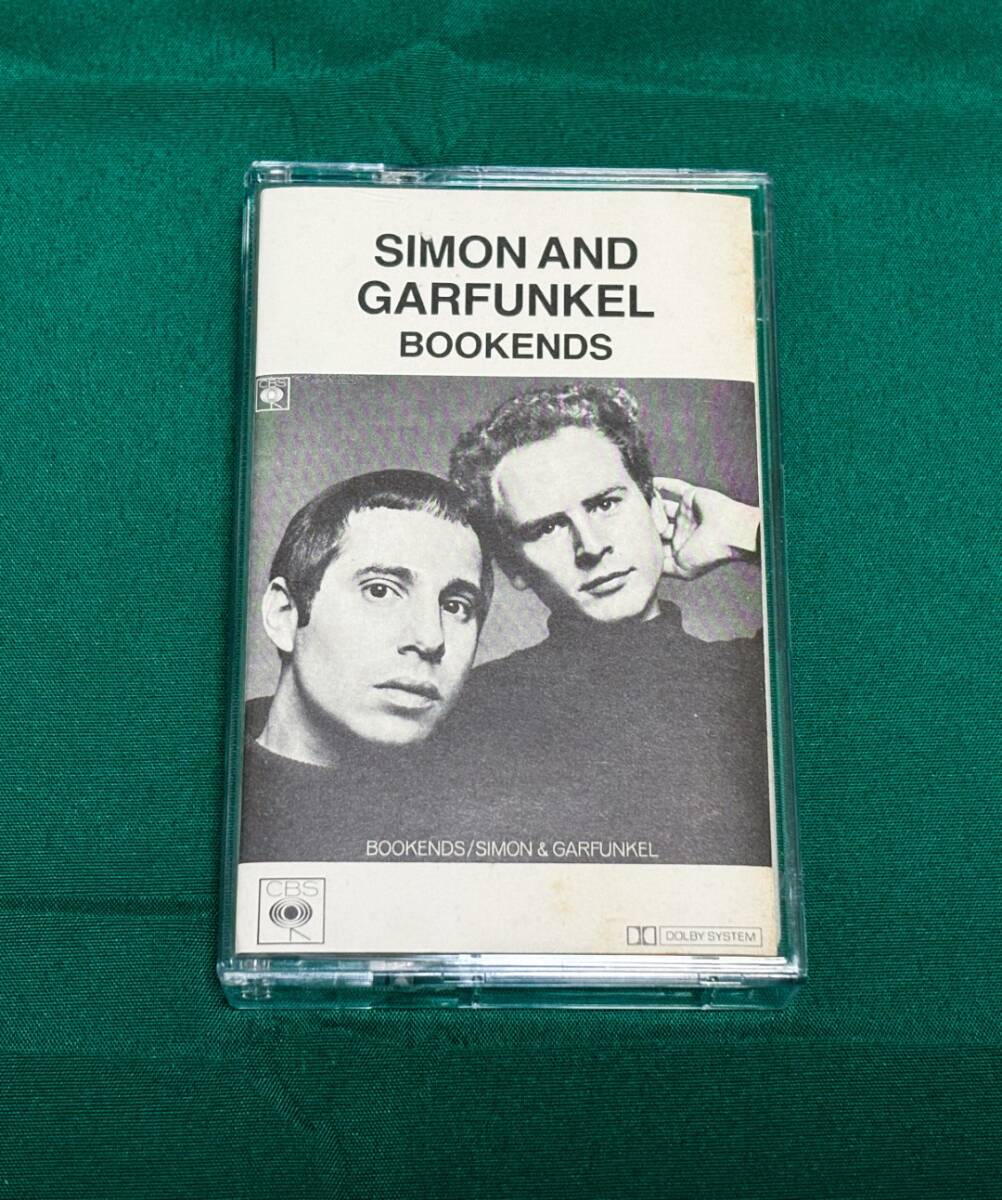 SIMON AND
GARFUNKEL
BOOKENDS
CBS
BOOKENDS/SIMON & GARFUNKEL
CBS
DOLBY SYSTEM